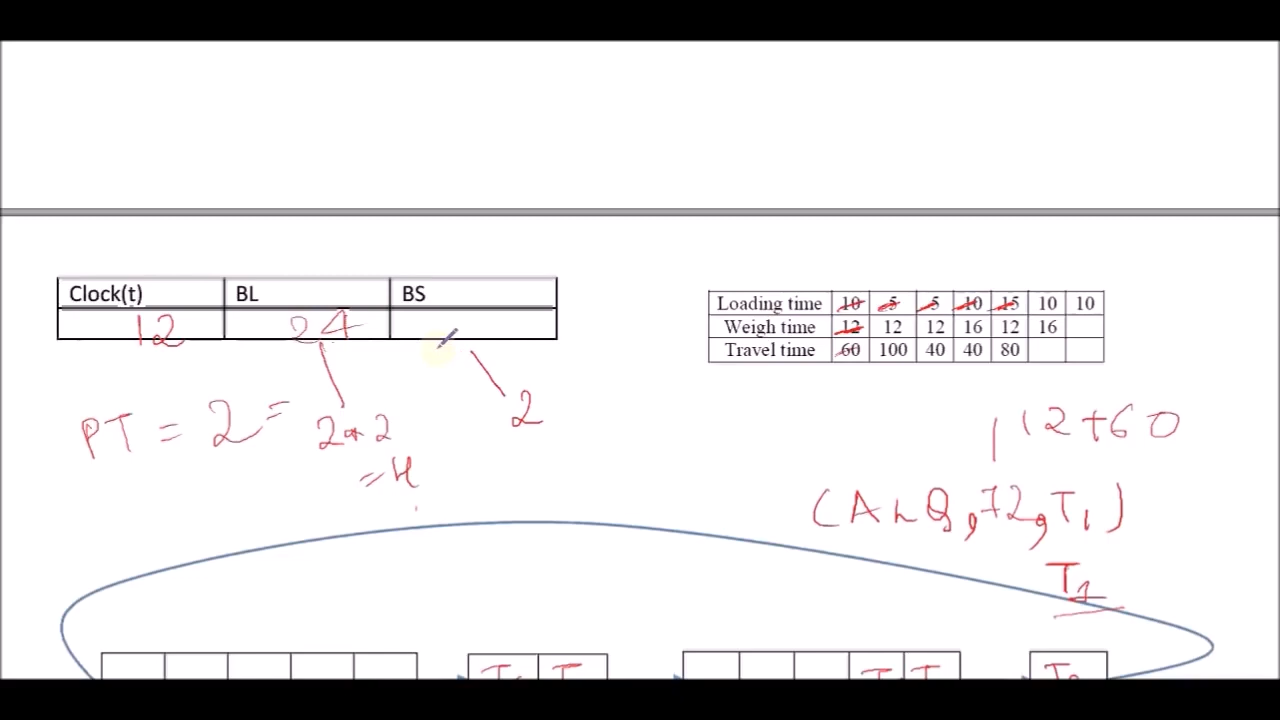 Clock(t) BL BS
12 24
Loading time 10 5 5 10 15 10 10
Weigh time 12 12 12 16 12 16
Travel time 60 100 40 40 80
PT = 2 = 2*2
= 4
2
12+60
(ALQ, 72, T1)
T1